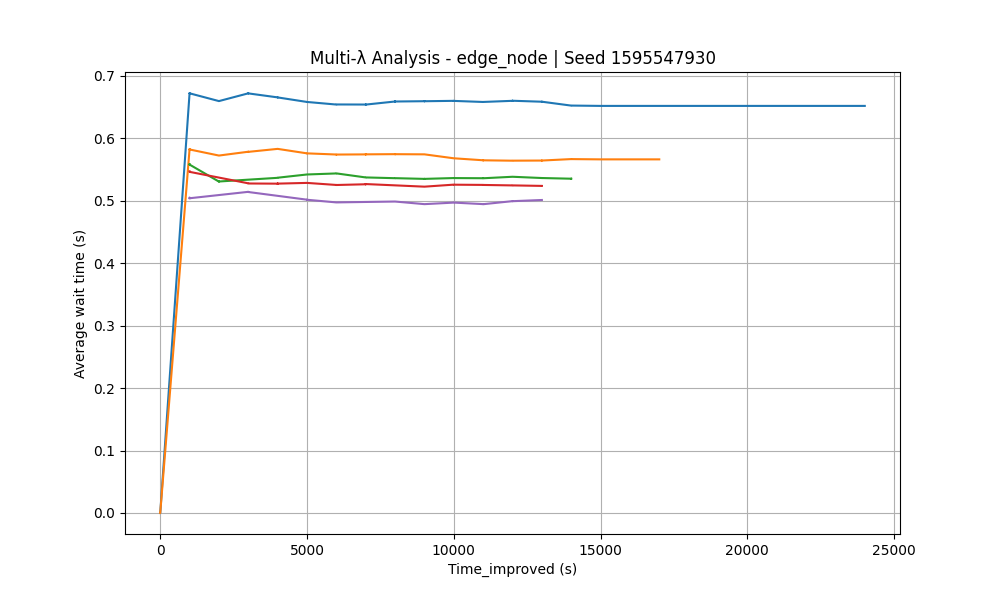 Multi-λ Analysis - edge_node | Seed 1595547930
Average wait time (s)
0.7
0.6
0.5
0.4
0.3
0.2
0.1
0.0
0 5000 10000 15000 20000 25000
Time_improved (s)